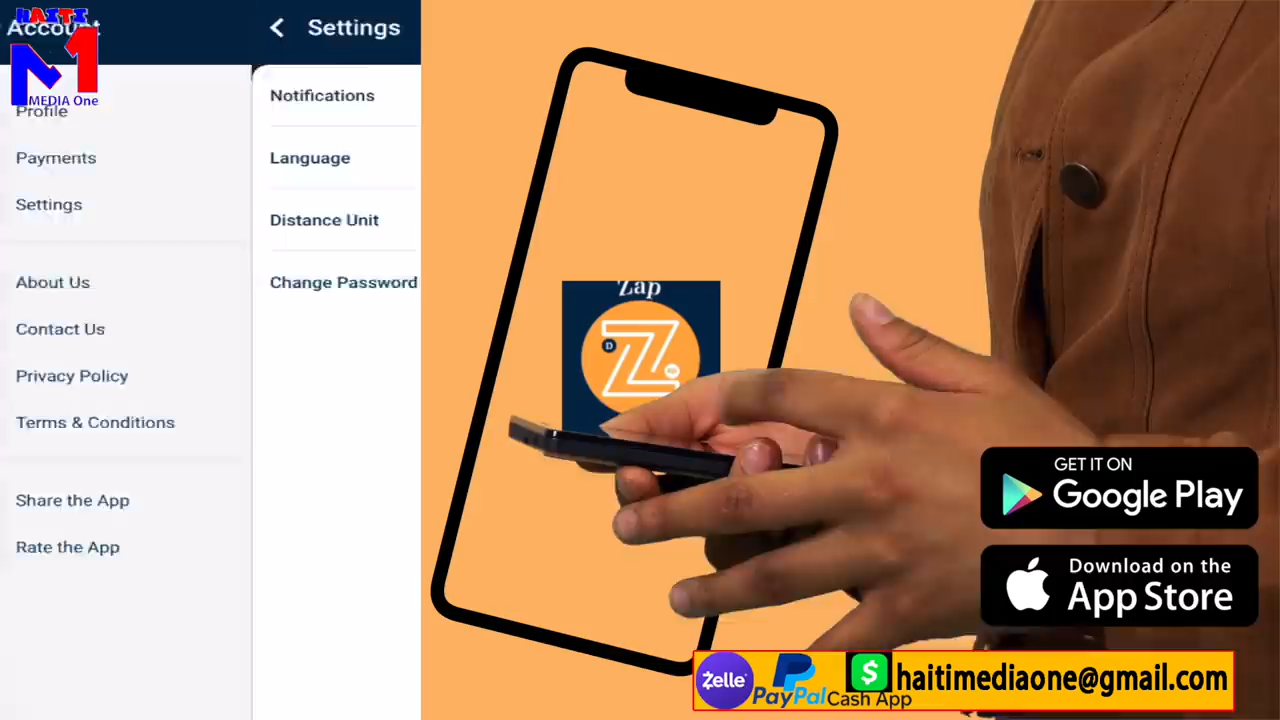 HAITI
M1
MEDIA One
Account
Profile
Payments
Settings
About Us
Contact Us
Privacy Policy
Terms & Conditions
Share the App
Rate the App
Settings
Notifications
Language
Distance Unit
Change Password
Zap
D
Z
GET IT ON
Google Play
Download on the
App Store
Zelle
PayPal
$
Cash App
haitimediaone@gmail.com